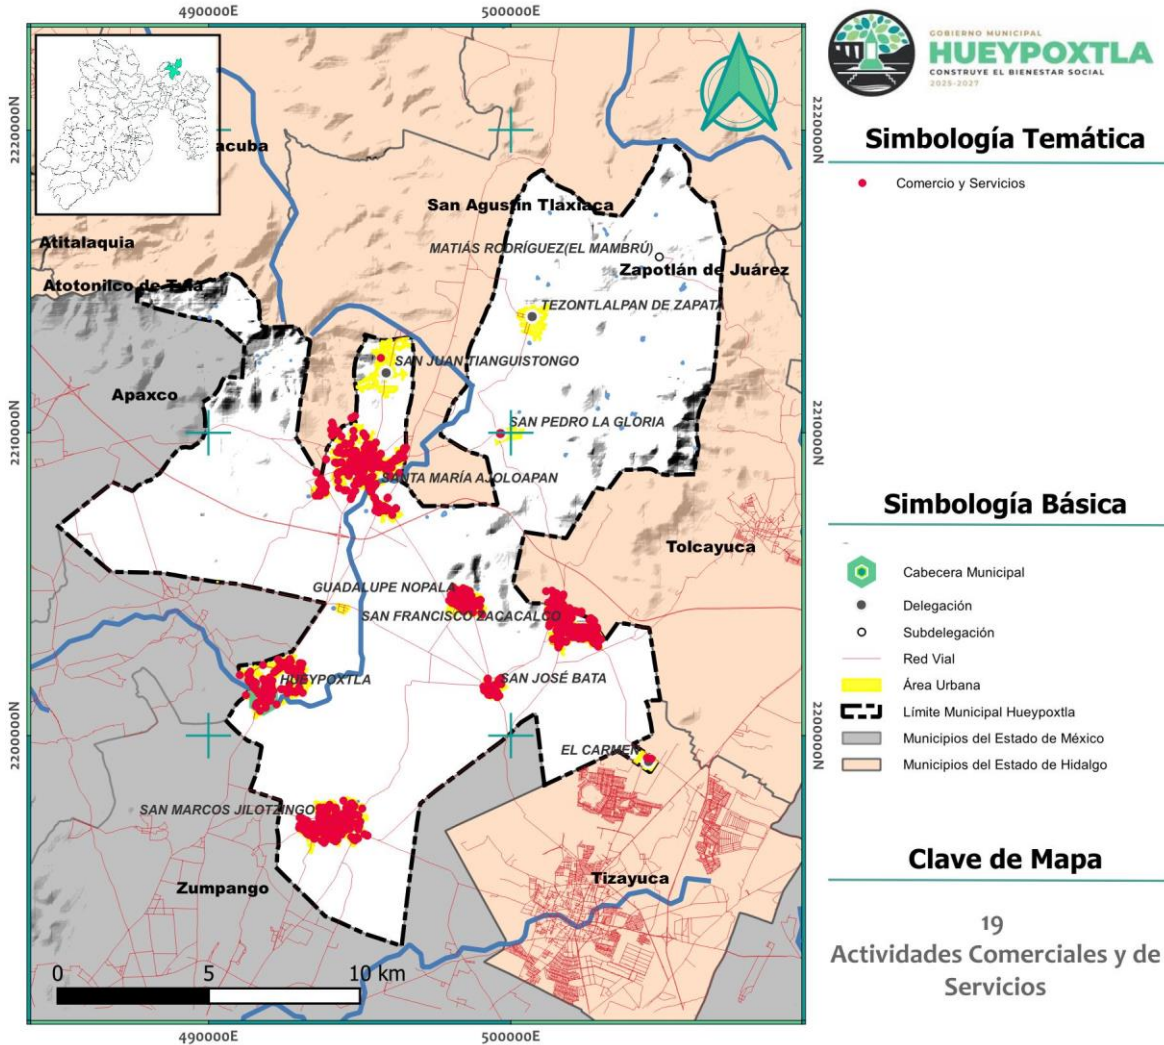 490000E
500000E
2220000N
2210000N
2200000N
2220000N
2210000N
2200000N
acuba
San Agustín Tlaxiaca
Atitalaquia
MATÍAS RODRÍGUEZ(EL MAMBRÚ)
Zapotlán de Juárez
Atotonilco de Tula
TEZONTLALPAN DE ZAPATA
SAN JUAN TIANGUISTONGO
Apaxco
SAN PEDRO LA GLORIA
SANTA MARÍA AJOLOAPAN
Tolcayuca
GUADALUPE NOPALA
SAN FRANCISCO ZACACALCO
HUEYPOXTLA
SAN JOSÉ BATA
EL CARMEN
SAN MARCOS JILOTZINGO
Zumpango
Tizayuca
0 5 10 km
490000E
500000E
GOBIERNO MUNICIPAL
HUEYPOXTLA
CONSTRUYE EL BIENESTAR SOCIAL
2025-2027
Simbología Temática
Comercio y Servicios
Simbología Básica
Cabecera Municipal
Delegación
Subdelegación
Red Vial
Área Urbana
Límite Municipal Hueypoxtla
Municipios del Estado de México
Municipios del Estado de Hidalgo
Clave de Mapa
19
Actividades Comerciales y de
Servicios